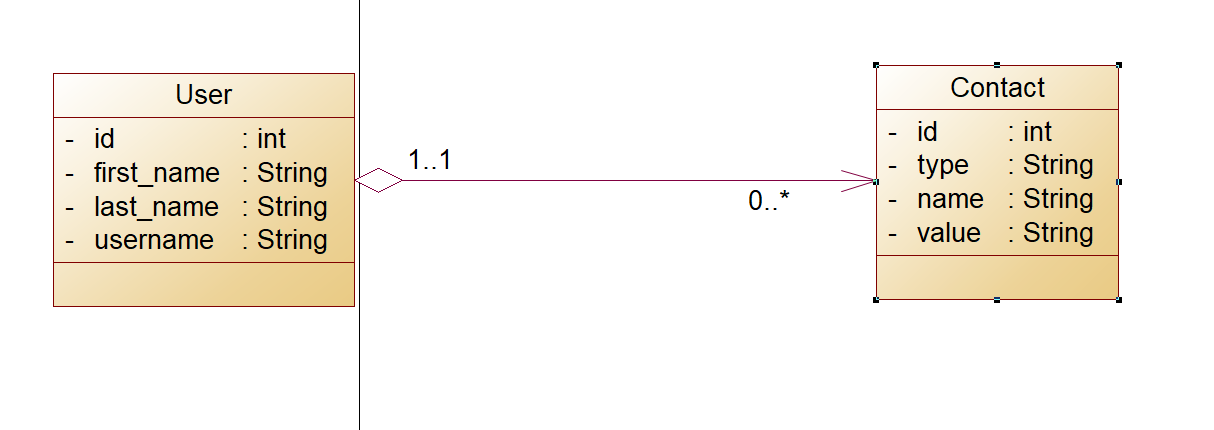 User
- id : int
- first_name : String
- last_name : String
- username : String
1..1
0..*
Contact
- id : int
- type : String
- name : String
- value : String